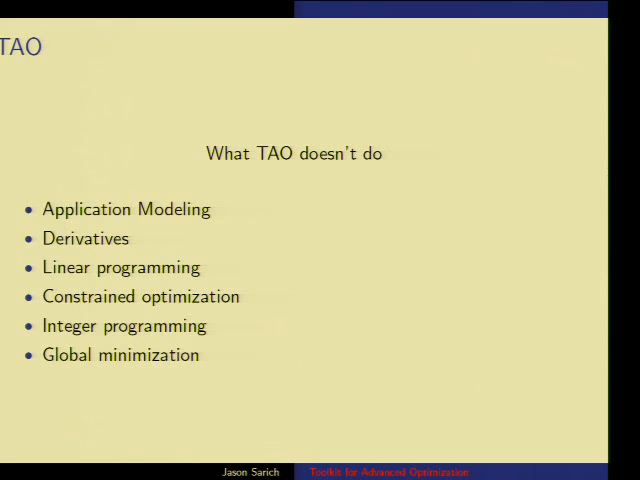 TAO
What TAO doesn't do
• Application Modeling
• Derivatives
• Linear programming
• Constrained optimization
• Integer programming
• Global minimization
Jason Sarich Toolkit for Advanced Optimization